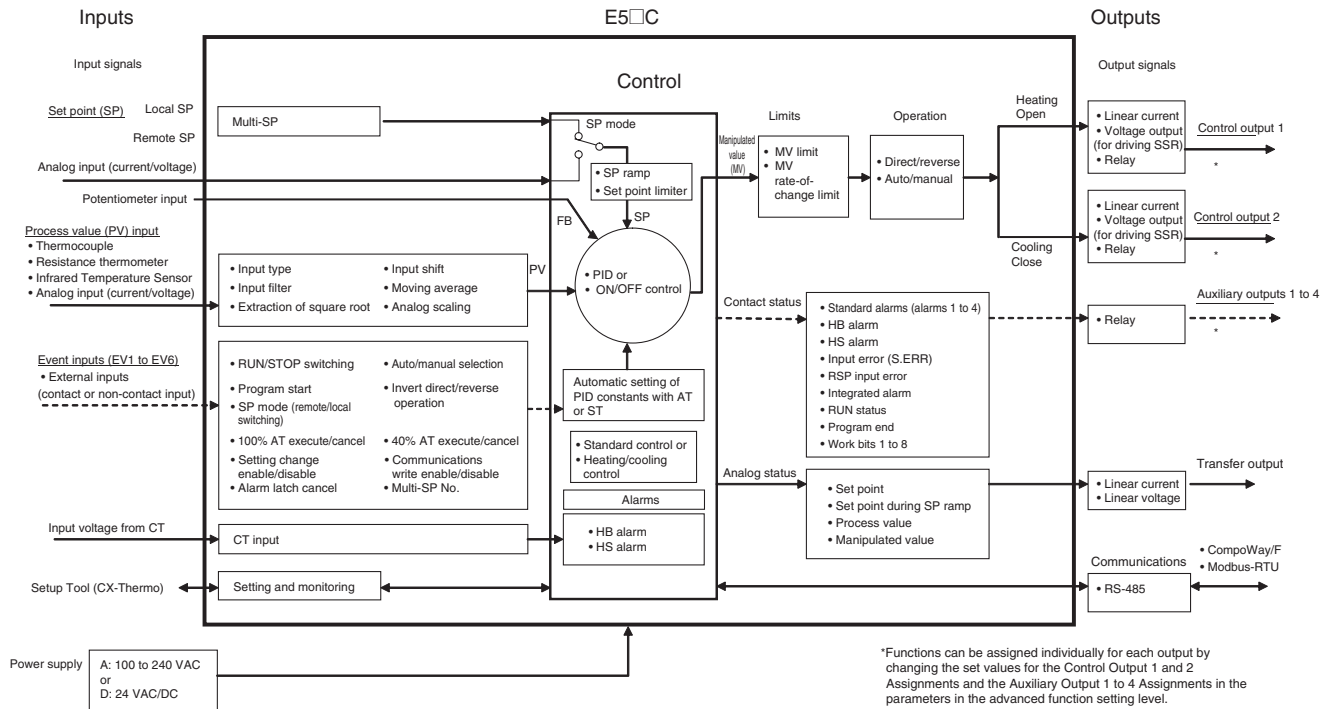 Inputs
E5□C
Outputs
Input signals
Set point (SP)
Local SP
Remote SP
Analog input (current/voltage)
Potentiometer input
Process value (PV) input
• Thermocouple
• Resistance thermometer
• Infrared Temperature Sensor
• Analog input (current/voltage)
Event inputs (EV1 to EV6)
• External inputs
(contact or non-contact input)
Input voltage from CT
Setup Tool (CX-Thermo)
Power supply
A: 100 to 240 VAC
or
D: 24 VAC/DC
Multi-SP
• Input type
• Input filter
• Extraction of square root
• Input shift
• Moving average
• Analog scaling
• RUN/STOP switching
• Program start
• SP mode (remote/local
switching)
• 100% AT execute/cancel
• Setting change
enable/disable
• Alarm latch cancel
• Auto/manual selection
• Invert direct/reverse
operation
• 40% AT execute/cancel
• Communications
write enable/disable
• Multi-SP No.
CT input
Setting and monitoring
Control
SP mode
• SP ramp
• Set point limiter
FB
SP
PV
• PID or
• ON/OFF control
Automatic setting of
PID constants with AT
or ST
• Standard control or
• Heating/cooling
control
Alarms
• HB alarm
• HS alarm
Manipulated
value
(MV)
Limits
• MV limit
• MV
rate-of-
change limit
Operation
• Direct/reverse
• Auto/manual
Heating
Open
Cooling
Close
Contact status
• Standard alarms (alarms 1 to 4)
• HB alarm
• HS alarm
• Input error (S.ERR)
• RSP input error
• Integrated alarm
• RUN status
• Program end
• Work bits 1 to 8
Analog status
• Set point
• Set point during SP ramp
• Process value
• Manipulated value
Output signals
• Linear current
• Voltage output
(for driving SSR)
• Relay
Control output 1
*
• Linear current
• Voltage output
(for driving SSR)
• Relay
Control output 2
*
Auxiliary outputs 1 to 4
• Relay
*
Transfer output
• Linear current
• Linear voltage
Communications
• RS-485
• CompoWay/F
• Modbus-RTU
*Functions can be assigned individually for each output by
changing the set values for the Control Output 1 and 2
Assignments and the Auxiliary Output 1 to 4 Assignments in the
parameters in the advanced function setting level.